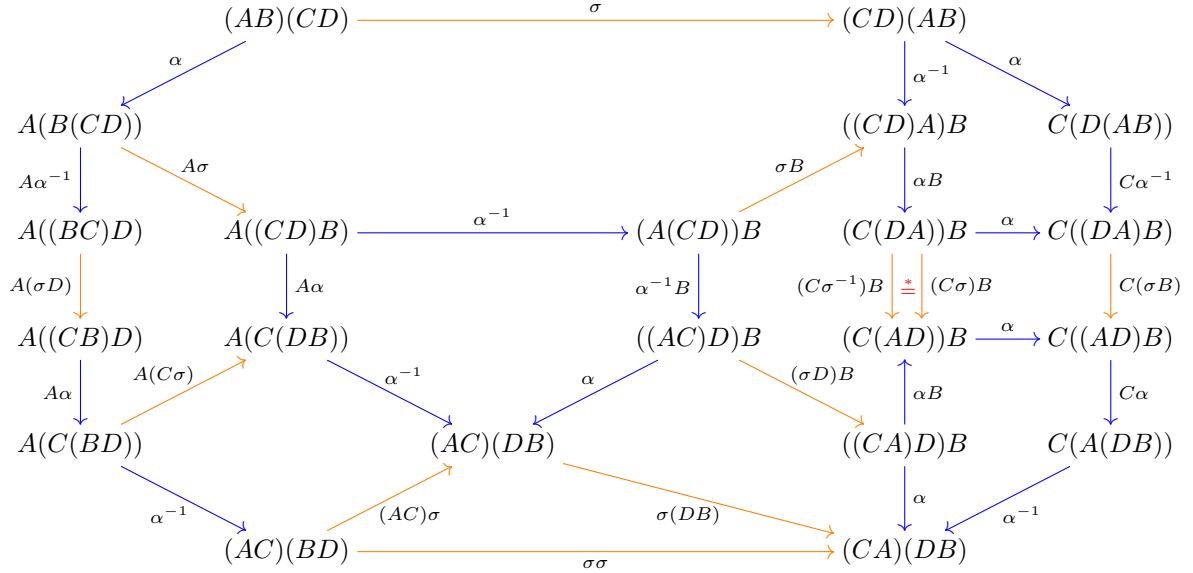 σ
(AB)(CD) (CD)(AB)
α α⁻¹ α
A(B(CD)) ((CD)A)B C(D(AB))
Aα⁻¹ Aσ σB αB Cα⁻¹
α⁻¹
A((BC)D) A((CD)B) (A(CD))B (C(DA))B α C((DA)B)
A(σD) Aα α⁻¹B (Cσ⁻¹)B =* (Cσ)B C(σB)
A((CB)D) A(C(DB)) ((AC)D)B (C(AD))B α C((AD)B)
Aα A(Cσ) α⁻¹ α (σD)B αB Cα
A(C(BD)) (AC)(DB) ((CA)D)B C(A(DB))
α⁻¹ (AC)σ σ(DB) α α⁻¹
(AC)(BD) (CA)(DB)
σσ